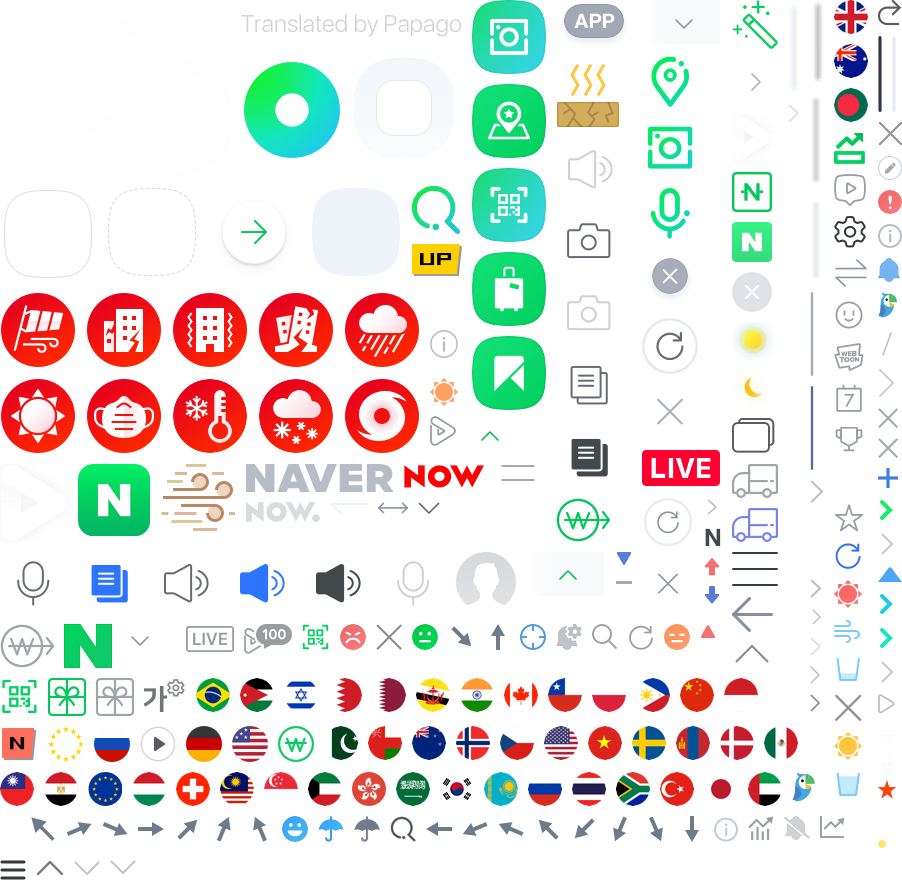 Translated by Papago
APP
N
N
UP
WEB
TOON
7
NAVER NOW
NOW.
LIVE
N
N
LIVE
100
N
가
N